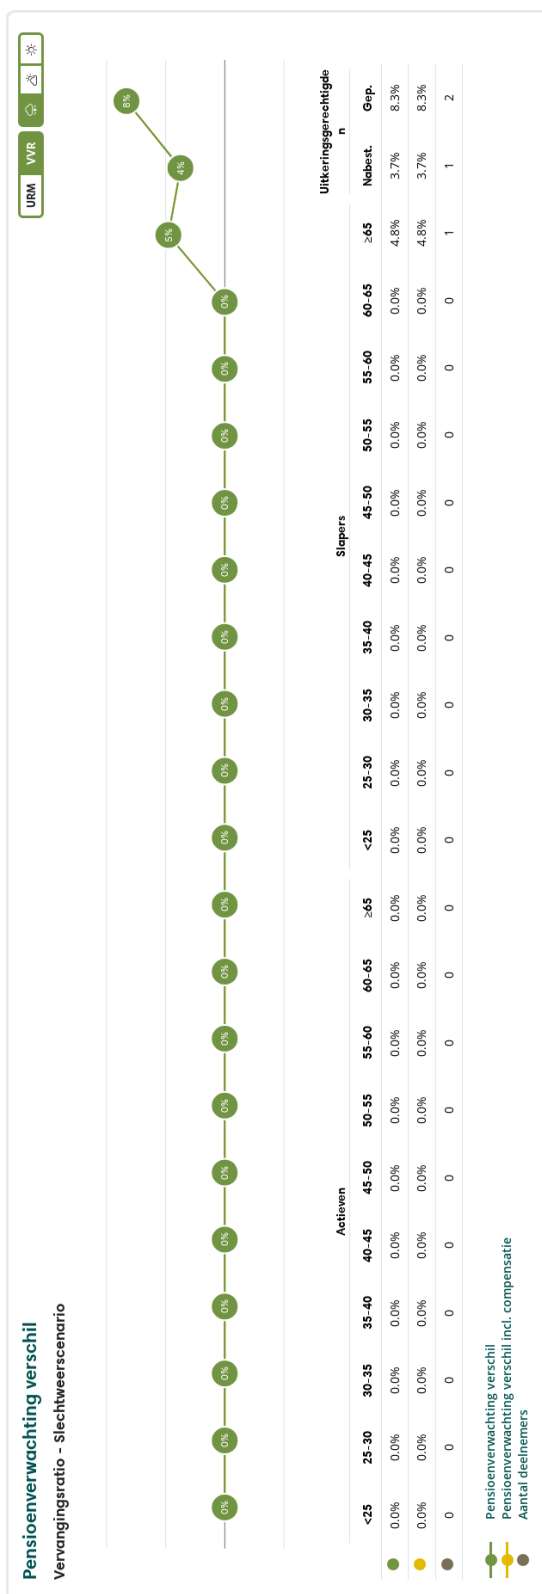 Pensioenverwachting verschil
Vervangingsratio - Slechtweerscenario
URM VVR
0% 0% 0% 0% 0% 0% 0% 0% 0% 0% 0% 0% 0% 0% 0% 0% 0% 0% 0% 5% 4% 8%
Actieven Slapers Uitkeringsgerechtigde
n
<25 25-30 30-35 35-40 40-45 45-50 50-55 55-60 60-65 ≥65 <25 25-30 30-35 35-40 40-45 45-50 50-55 55-60 60-65 ≥65 Nabest. Gep.
0.0% 0.0% 0.0% 0.0% 0.0% 0.0% 0.0% 0.0% 0.0% 0.0% 0.0% 0.0% 0.0% 0.0% 0.0% 0.0% 0.0% 0.0% 0.0% 4.8% 3.7% 8.3%
0.0% 0.0% 0.0% 0.0% 0.0% 0.0% 0.0% 0.0% 0.0% 0.0% 0.0% 0.0% 0.0% 0.0% 0.0% 0.0% 0.0% 0.0% 0.0% 4.8% 3.7% 8.3%
0 0 0 0 0 0 0 0 0 0 0 0 0 0 0 0 0 0 0 1 1 2
Pensioenverwachting verschil
Pensioenverwachting verschil incl. compensatie
Aantal deelnemers